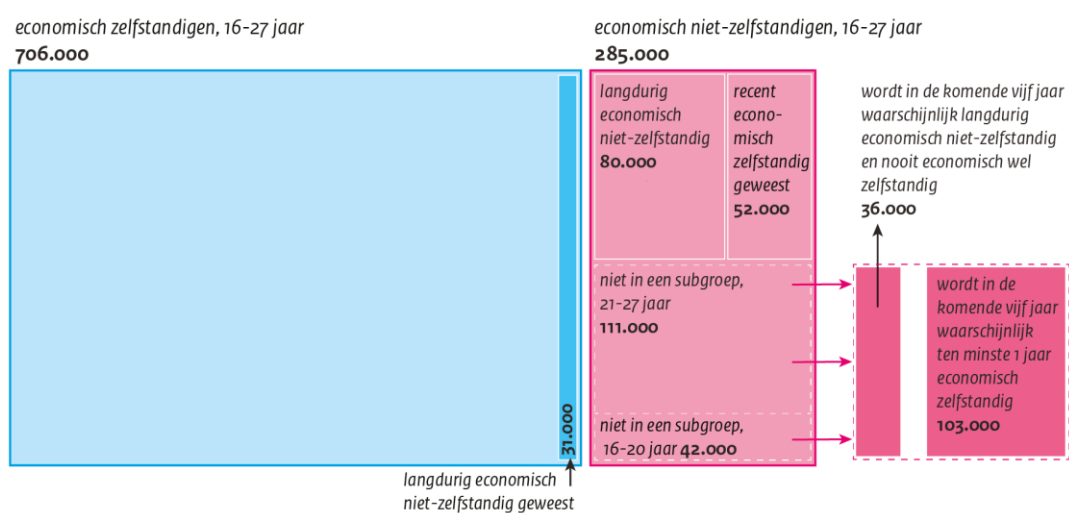 economisch zelfstandigen, 16-27 jaar
706.000
economisch niet-zelfstandigen, 16-27 jaar
285.000
langdurig
economisch
niet-zelfstandig
80.000
recent
econo-
misch
zelfstandig
geweest
52.000
wordt in de komende vijf jaar
waarschijnlijk langdurig
economisch niet-zelfstandig
en nooit economisch wel
zelfstandig
36.000
niet in een subgroep,
21-27 jaar
111.000
wordt in de
komende vijf jaar
waarschijnlijk
ten minste 1 jaar
economisch
zelfstandig
103.000
niet in een subgroep,
16-20 jaar 42.000
31.000
langdurig economisch
niet-zelfstandig geweest